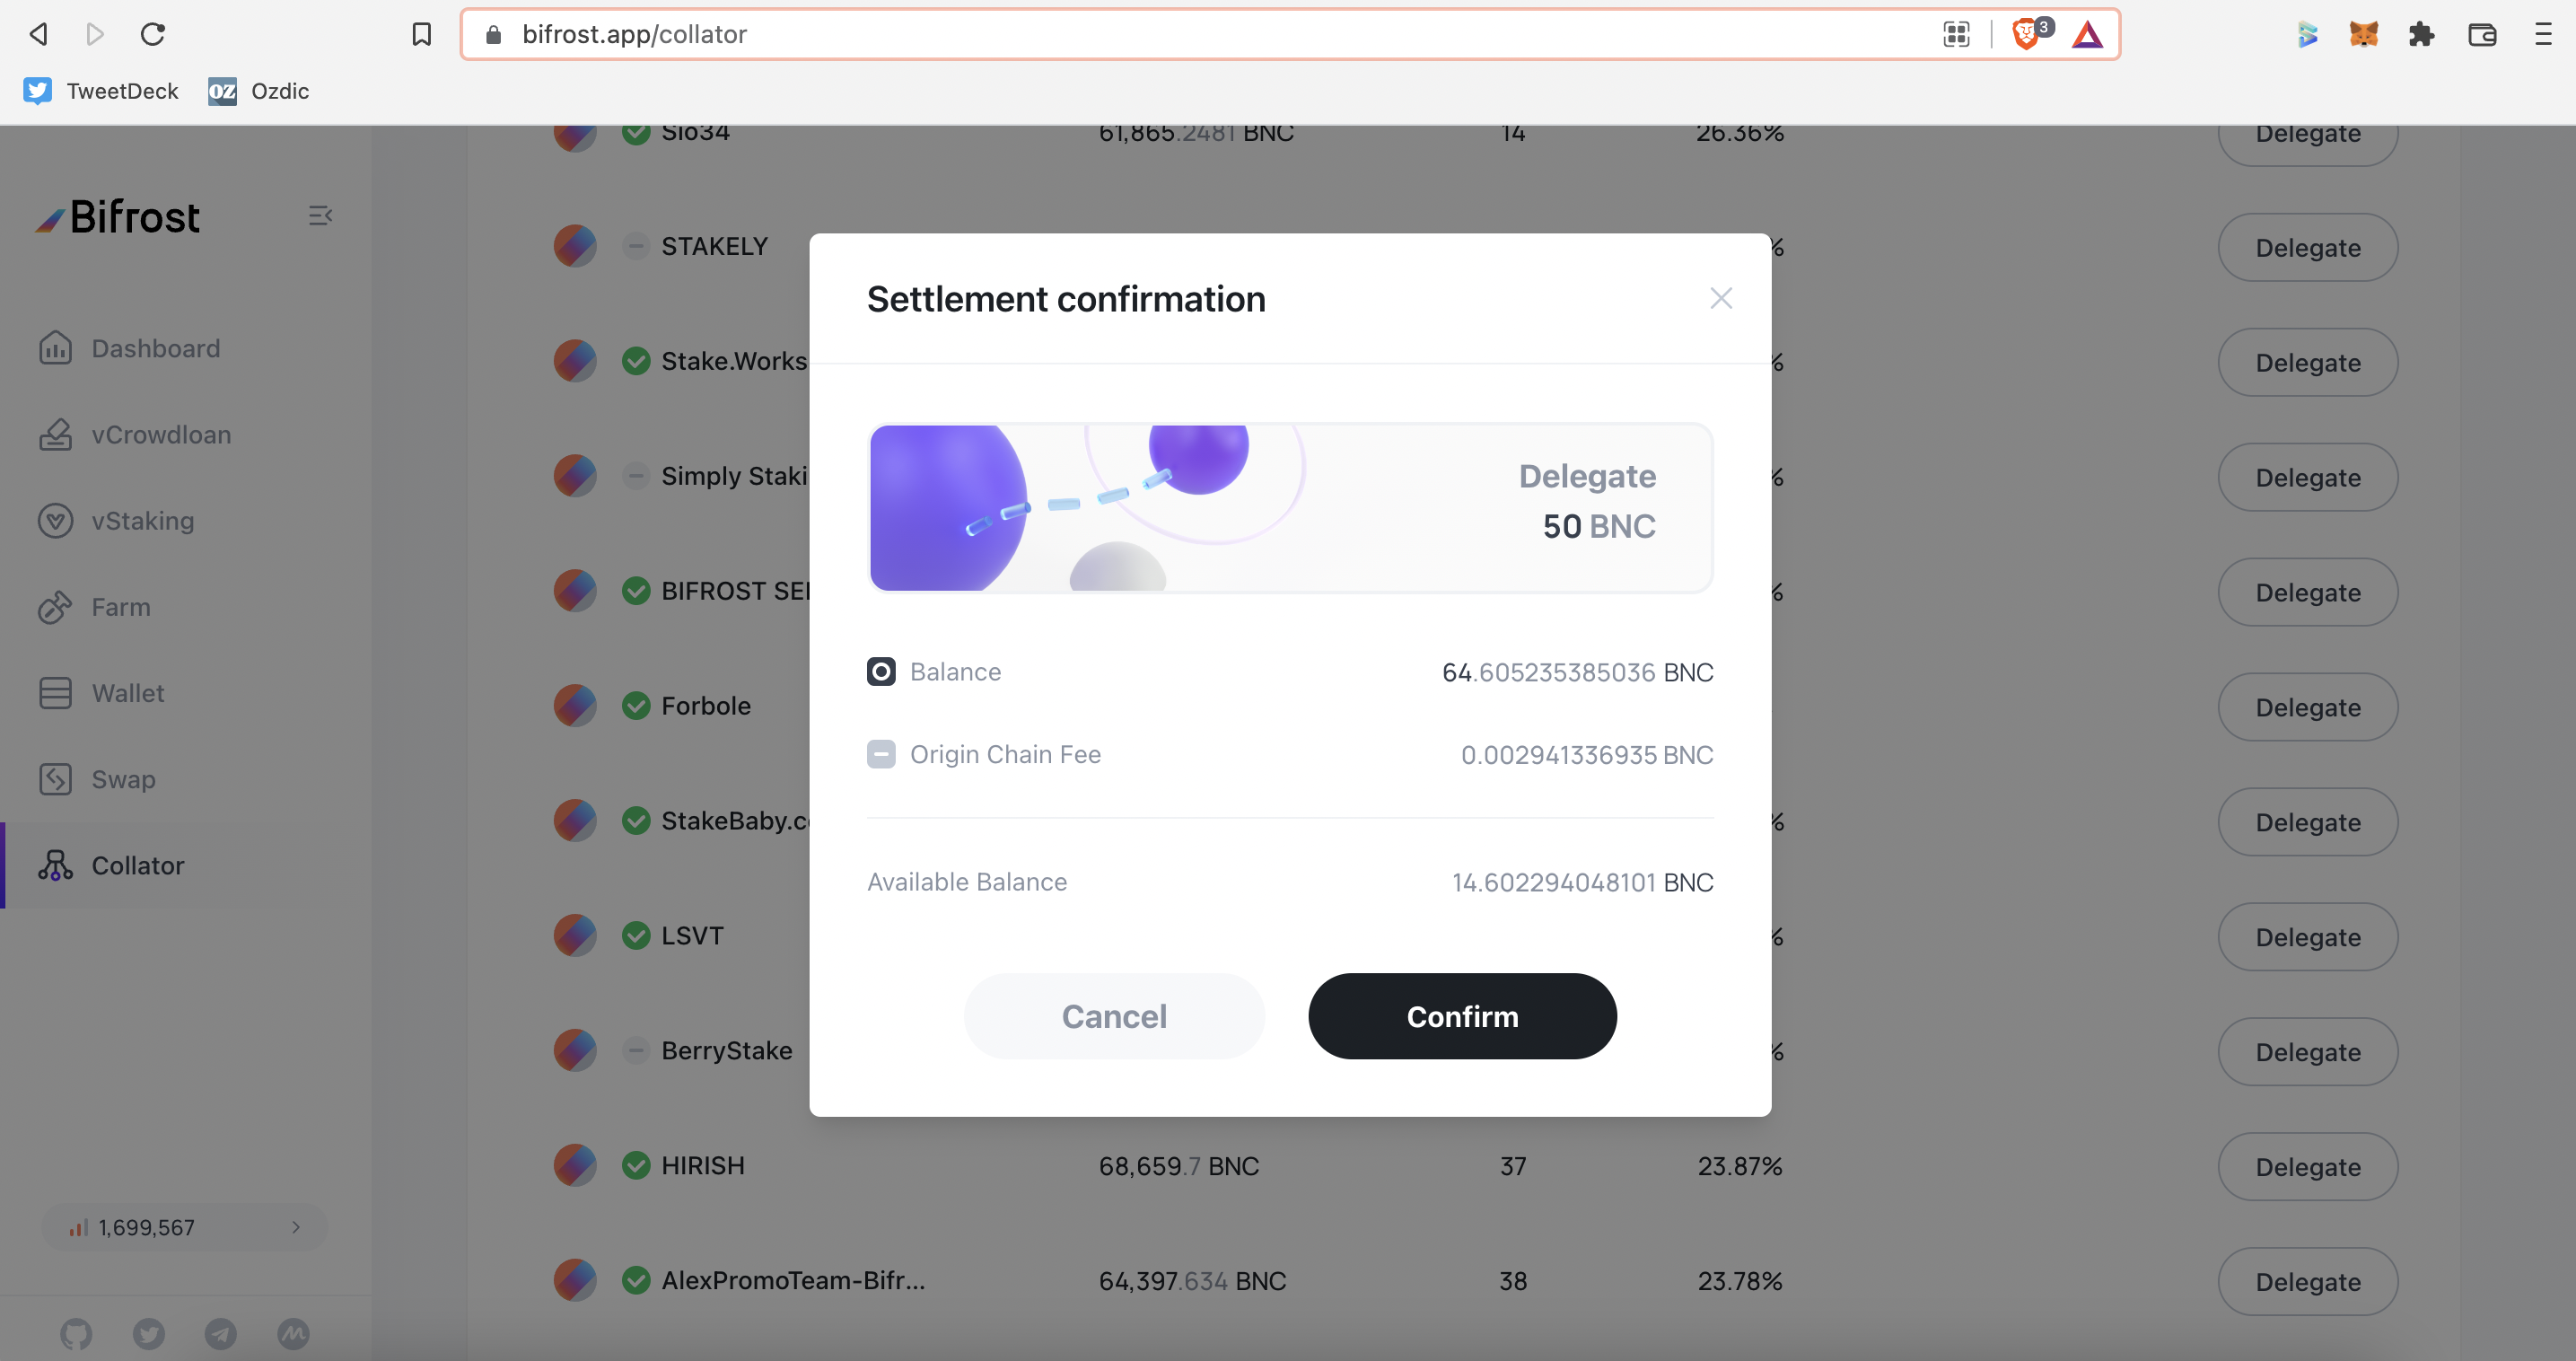 bifrost.app/collator
3
TweetDeck
OZ Ozdic
Sio34 61,865.2481 BNC 14 26.36% Delegate
Bifrost
STAKELY % Delegate
Dashboard
Stake.Works % Delegate
vCrowdloan
Simply Staki % Delegate
vStaking
BIFROST SE % Delegate
Farm
Forbole Delegate
Wallet
Swap
StakeBaby.c % Delegate
Collator
LSVT % Delegate
BerryStake % Delegate
HIRISH 68,659.7 BNC 37 23.87% Delegate
1,699,567
AlexPromoTeam-Bifr... 64,397.634 BNC 38 23.78% Delegate
Settlement confirmation
Delegate
50 BNC
Balance 64.605235385036 BNC
Origin Chain Fee 0.002941336935 BNC
Available Balance 14.602294048101 BNC
Cancel Confirm